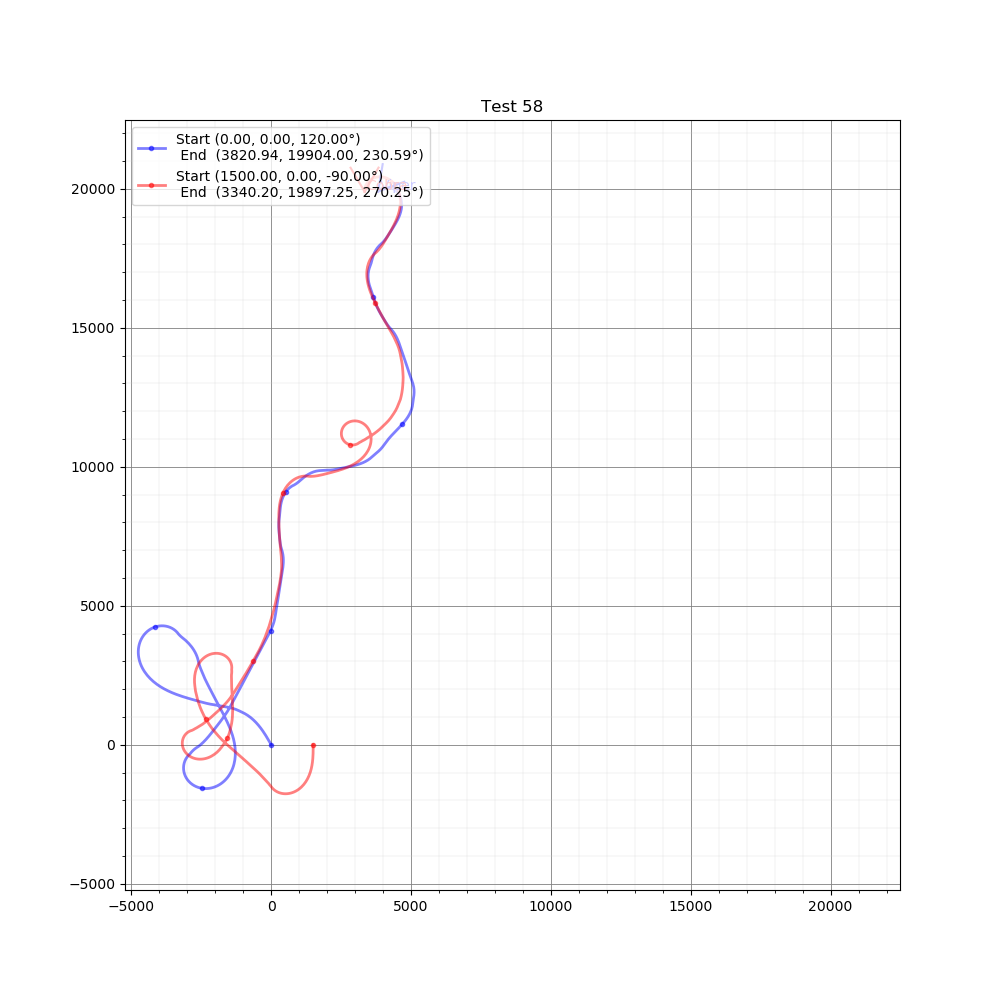 Test 58
Start (0.00, 0.00, 120.00°)
End (3820.94, 19904.00, 230.59°)
Start (1500.00, 0.00, -90.00°)
End (3340.20, 19897.25, 270.25°)
20000
15000
10000
5000
0
−5000
−5000 0 5000 10000 15000 20000